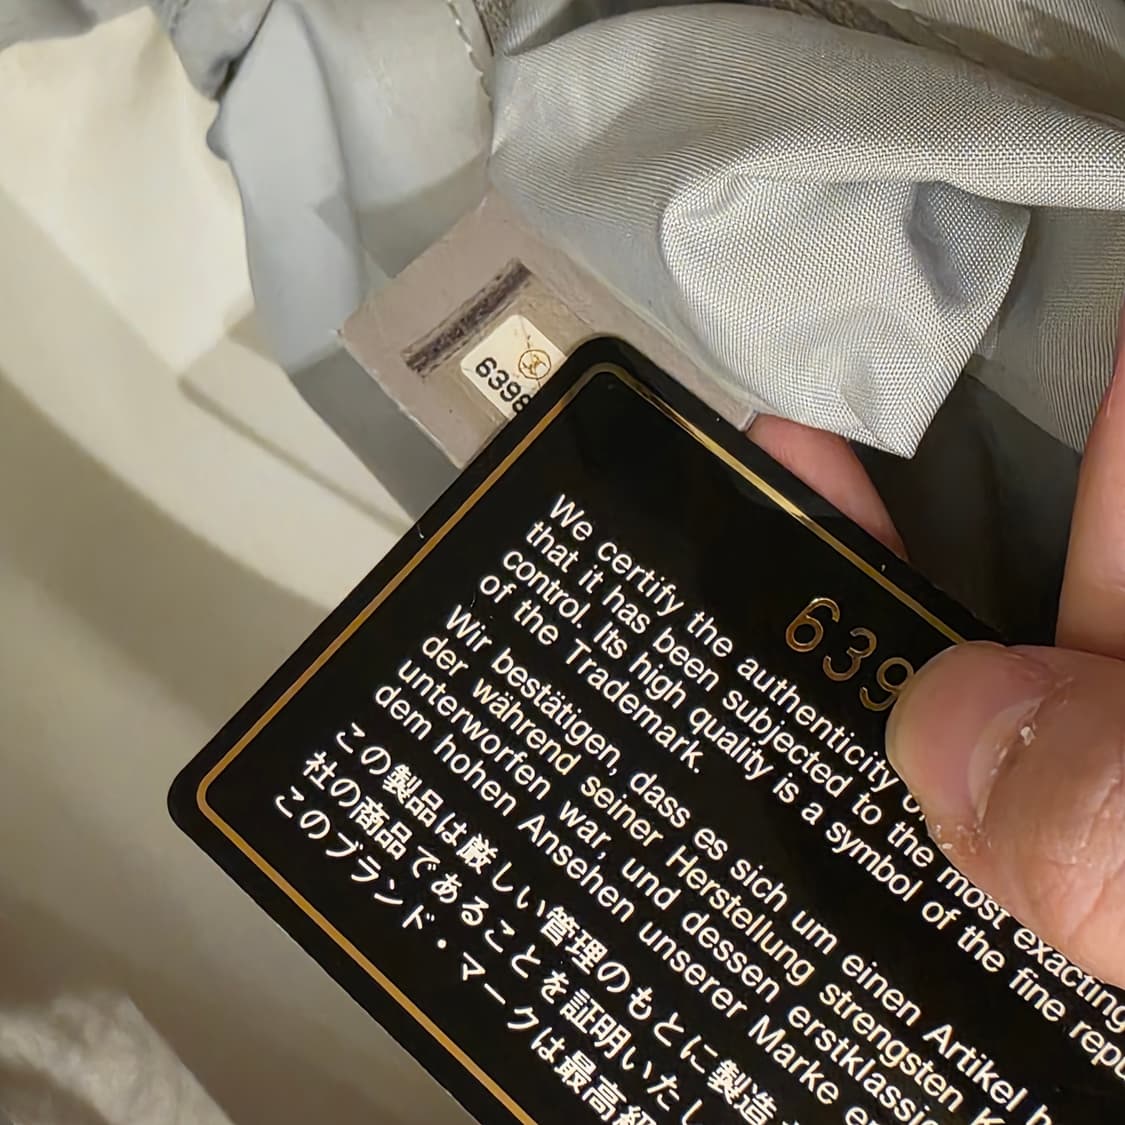 6398
639
We certify the authenticity
that it has been subjected to the most exacting
control. Its high quality is a symbol of the fine
of the Trademark.
Wir bestätigen, dass es sich um einen Artikel
der während seiner Herstellung strengsten
unterworfen war, und dessen
dem hohen Ansehen unserer Marke
この製品は厳しい管理のもとに製造
社の商品であることを証明いたし
このブランド・マークは最高級